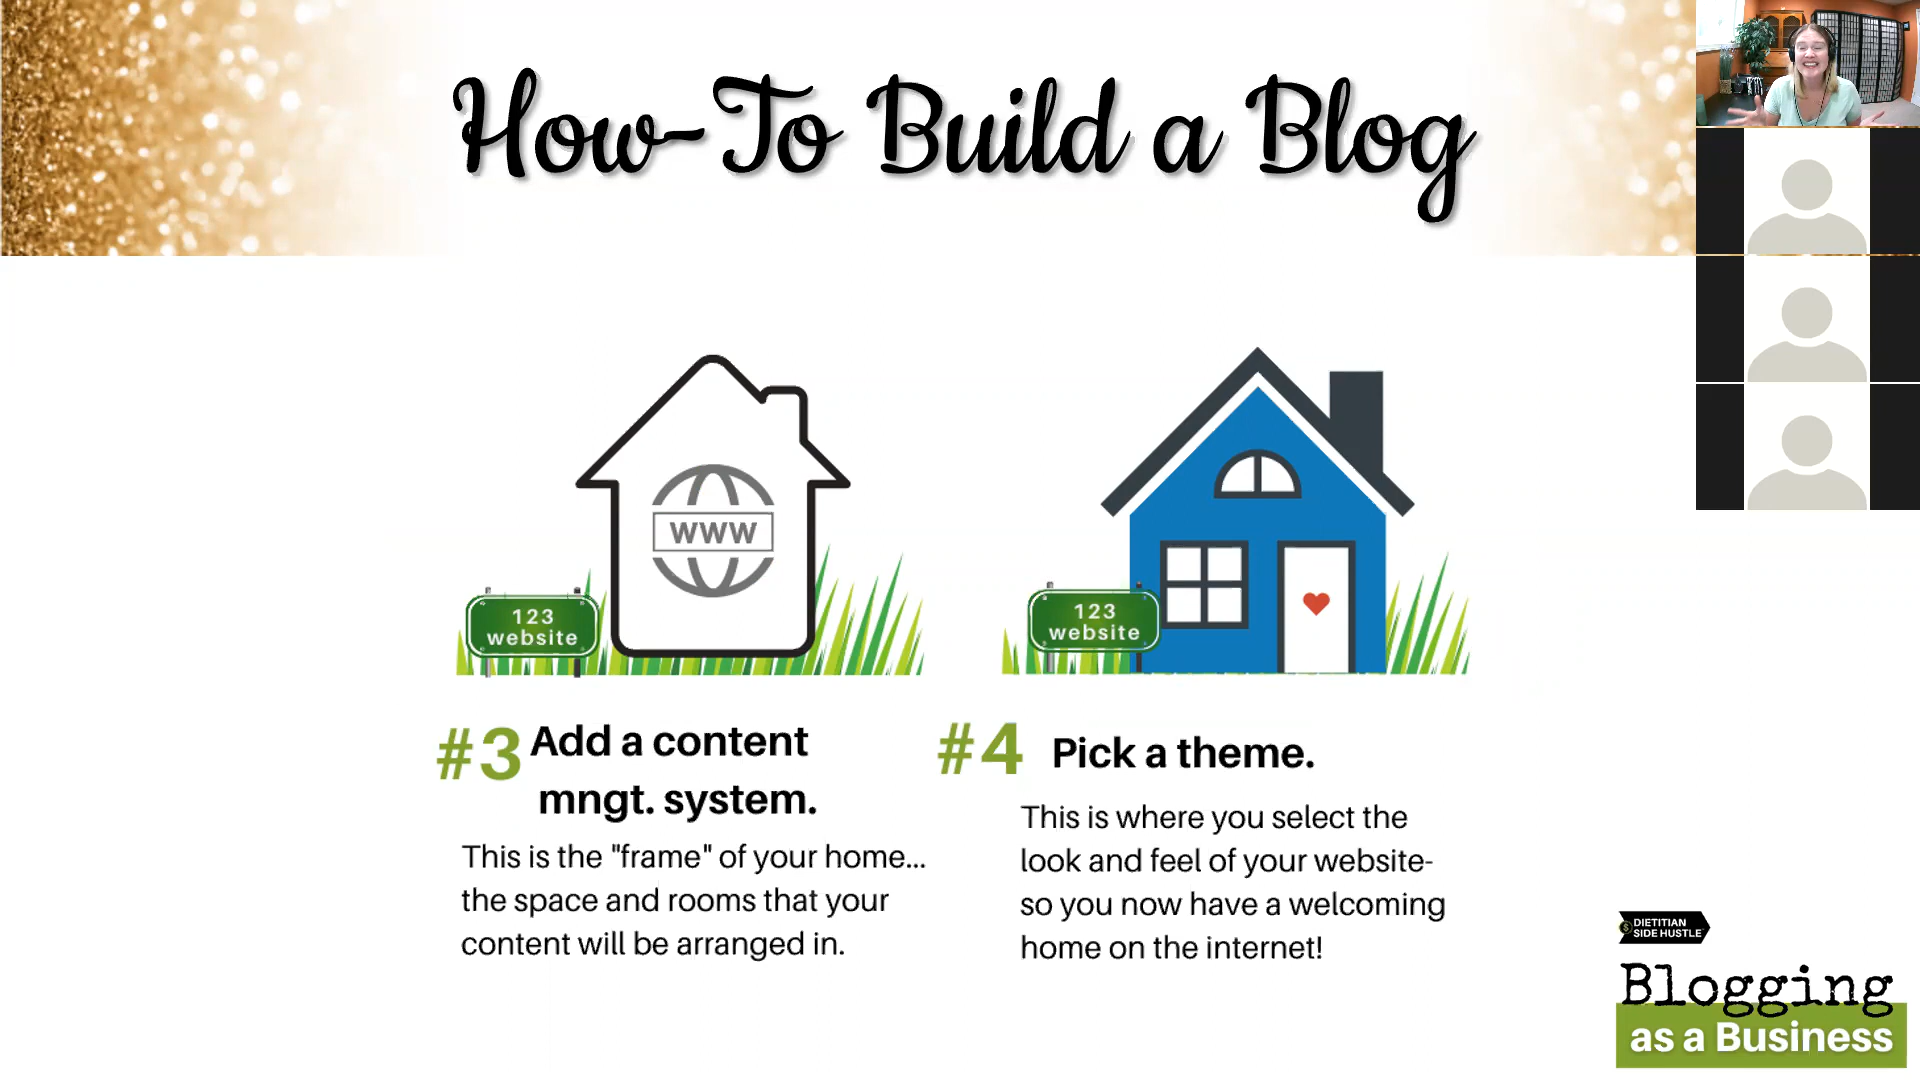 How-To Build a Blog
www
123
website
123
website
#3 Add a content
mngt. system.
This is the "frame" of your home...
the space and rooms that your
content will be arranged in.
#4 Pick a theme.
This is where you select the
look and feel of your website-
so you now have a welcoming
home on the internet!
$ DIETITIAN
SIDE HUSTLE
Blogging
as a Business